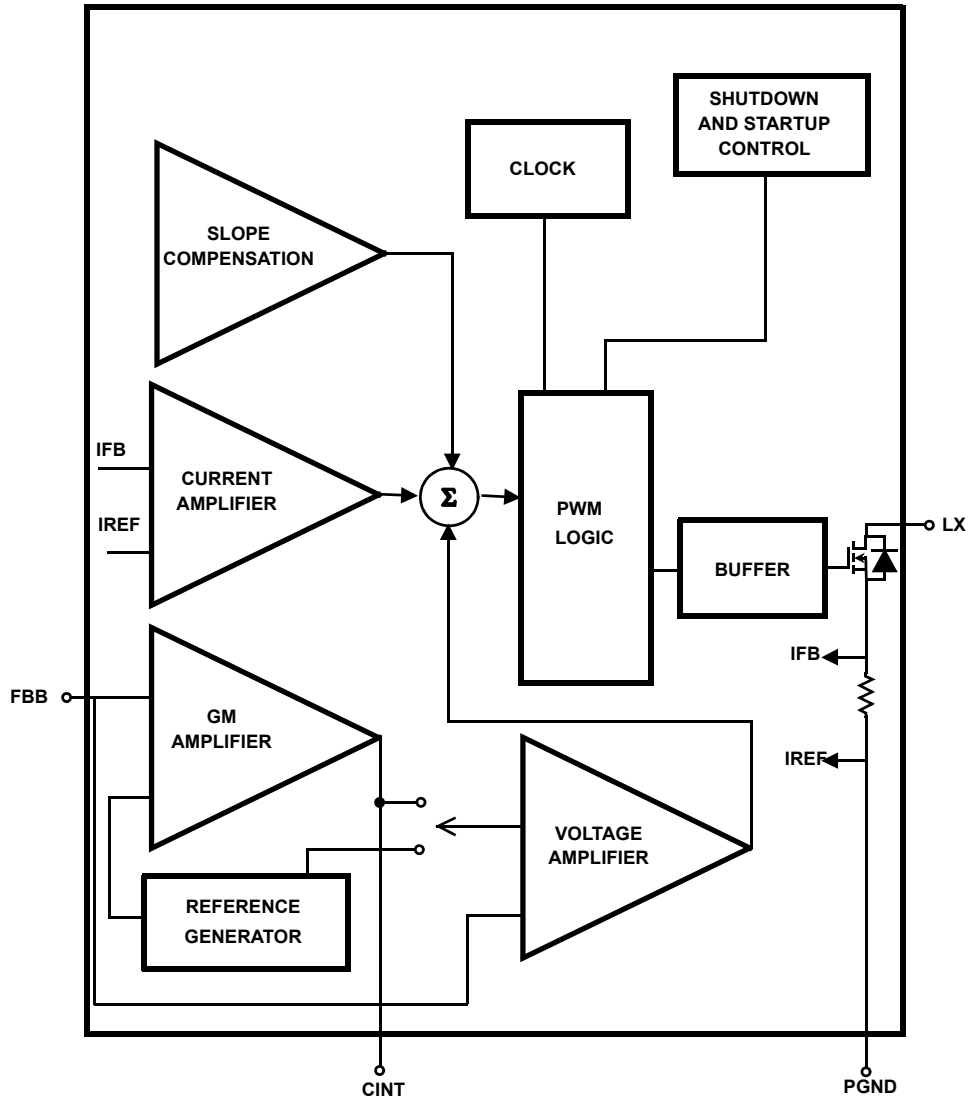 SHUTDOWN
AND STARTUP
CONTROL
CLOCK
SLOPE
COMPENSATION
IFB
CURRENT
AMPLIFIER
IREF
Σ
PWM
LOGIC
LX
BUFFER
IFB
FBB
GM
AMPLIFIER
IREF
VOLTAGE
AMPLIFIER
REFERENCE
GENERATOR
CINT
PGND